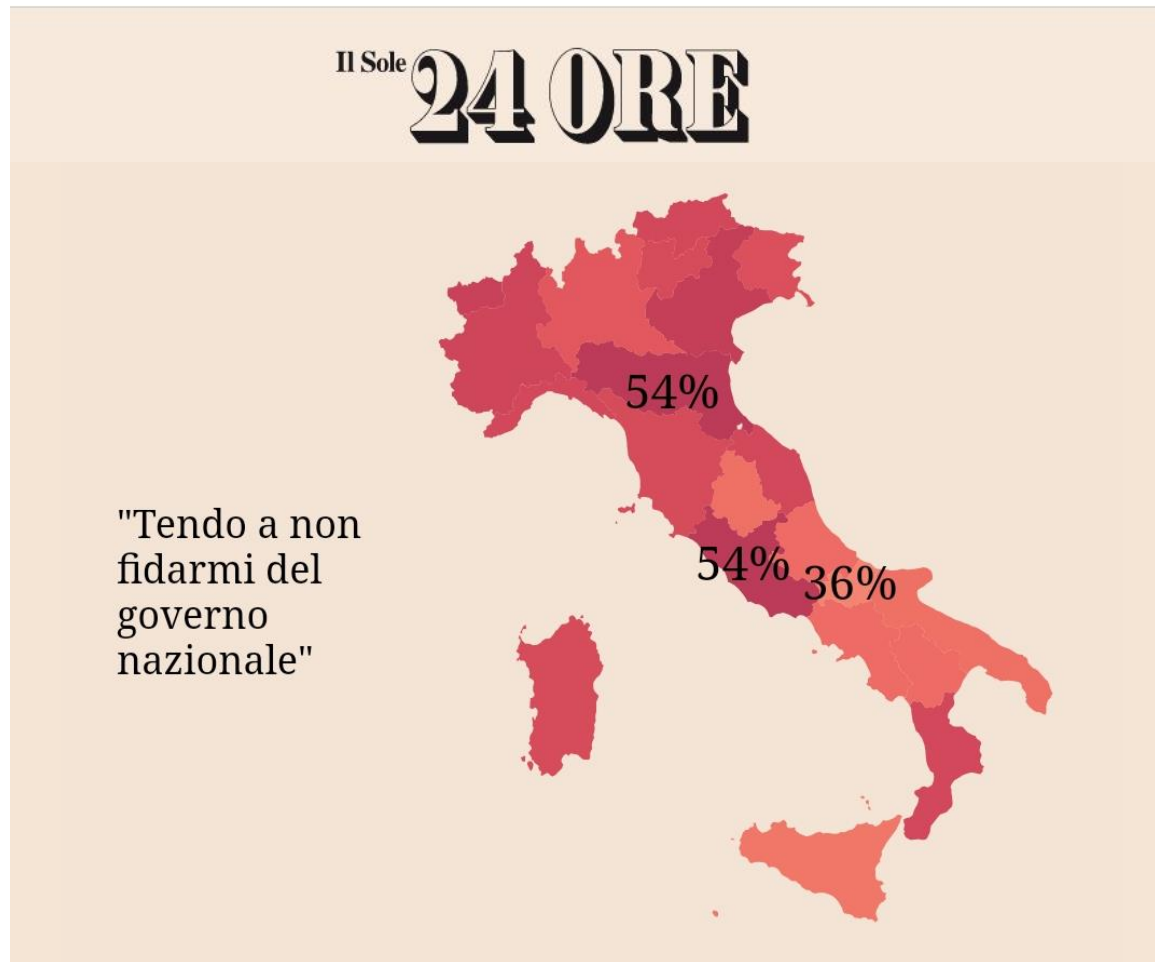 Il Sole 24 ORE
54%
"Tendo a non
fidarmi del
governo
nazionale"
54%
36%